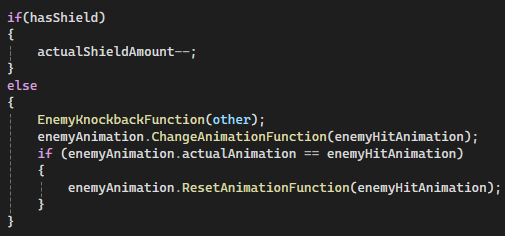 if(hasShield)
{
    actualShieldAmount--;
}
else
{
    EnemyKnockbackFunction(other);
    enemyAnimation.ChangeAnimationFunction(enemyHitAnimation);
    if (enemyAnimation.actualAnimation == enemyHitAnimation)
    {
        enemyAnimation.ResetAnimationFunction(enemyHitAnimation);
    }
}